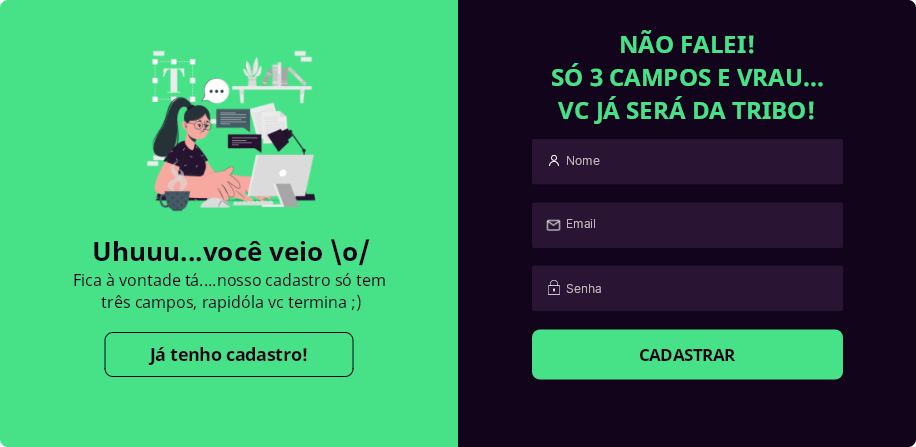 T
Uhuuu...você veio \o/
Fica à vontade tá....nosso cadastro só tem
três campos, rapidóla vc termina ;)
Já tenho cadastro!
NÃO FALEI!
SÓ 3 CAMPOS E VRAU...
VC JÁ SERÁ DA TRIBO!
Nome
Email
Senha
CADASTRAR